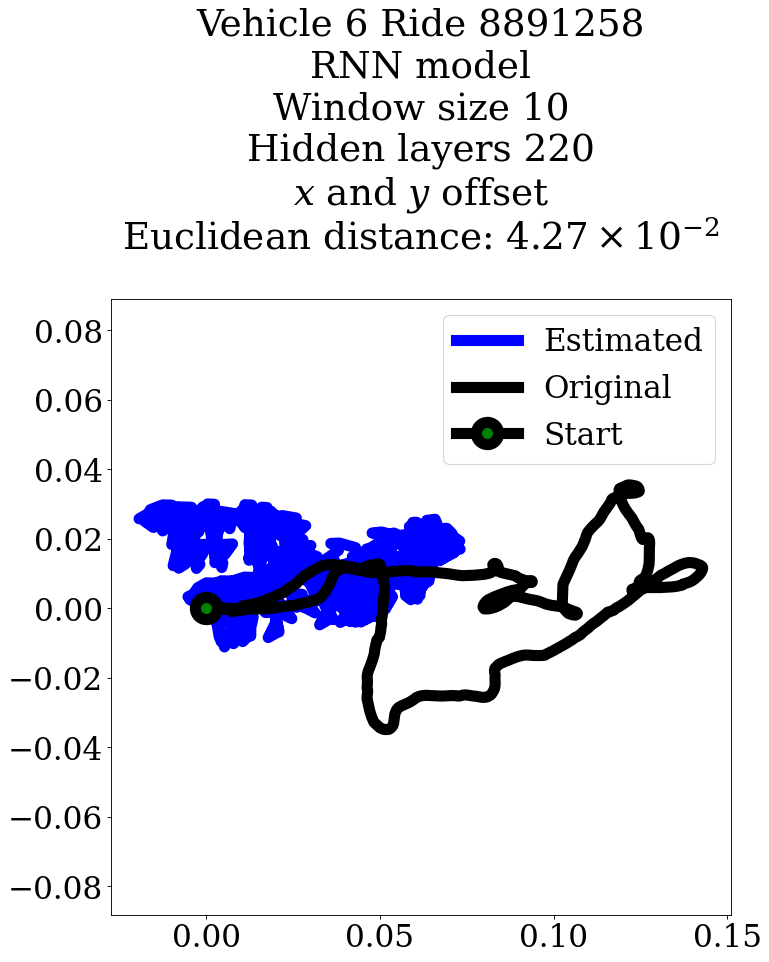 Vehicle 6 Ride 8891258
RNN model
Window size 10
Hidden layers 220
x and y offset
Euclidean distance: 4.27 × 10⁻²
Estimated
Original
Start
0.08
0.06
0.04
0.02
0.00
−0.02
−0.04
−0.06
−0.08
0.00 0.05 0.10 0.15